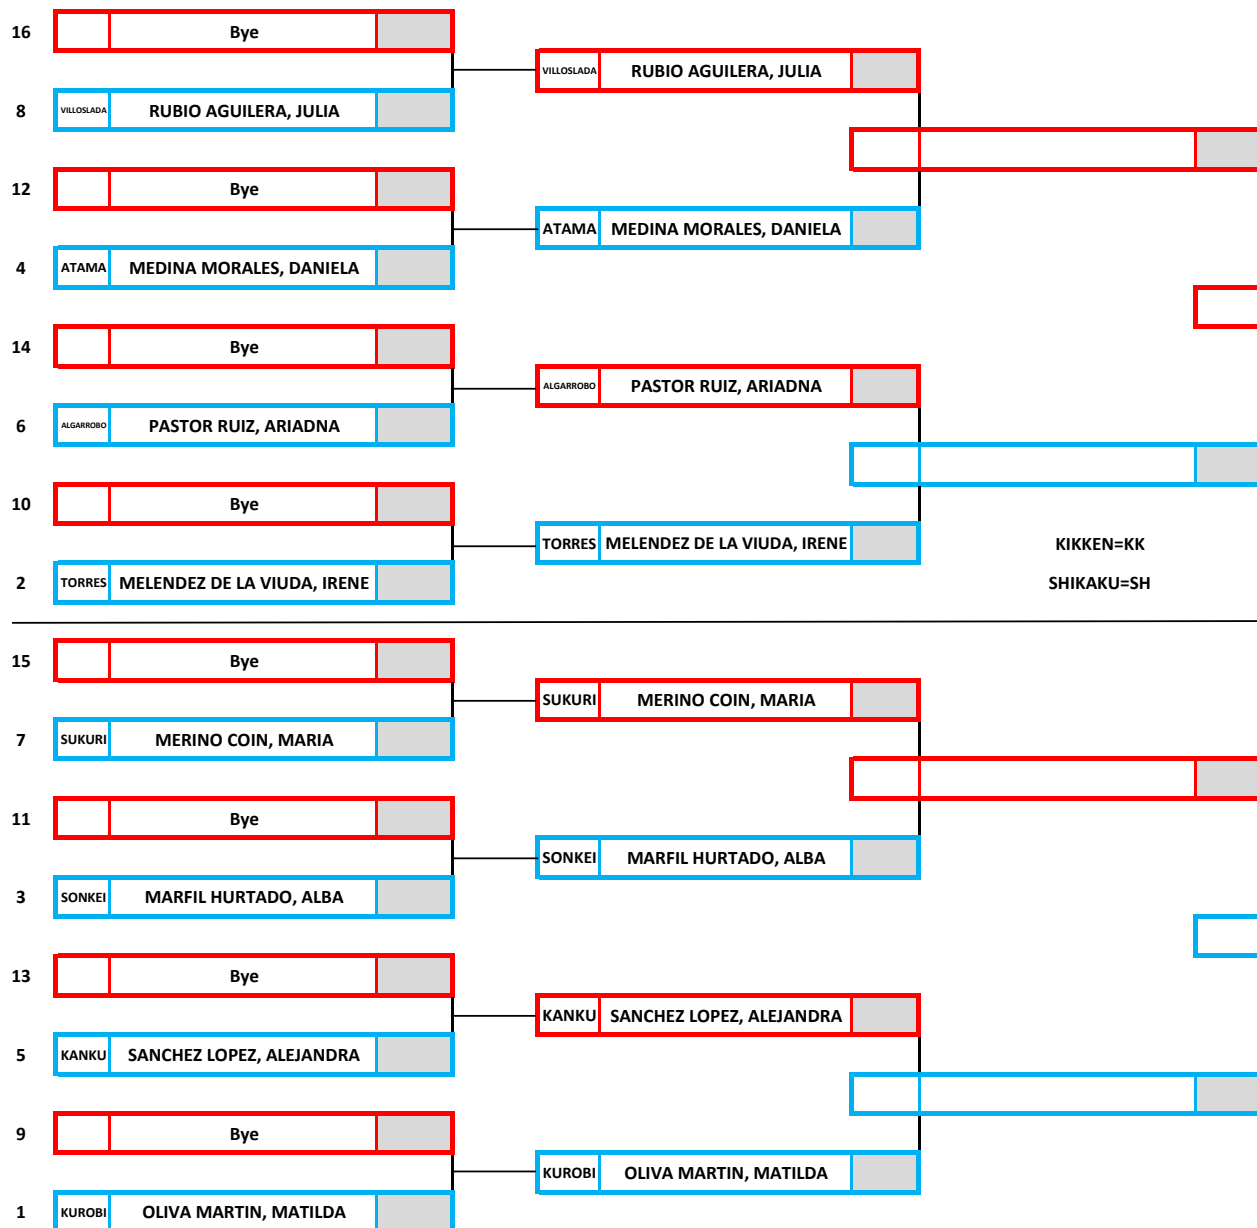 16 Bye
VILLOSLADA RUBIO AGUILERA, JULIA
8 VILLOSLADA RUBIO AGUILERA, JULIA
12 Bye
ATAMA MEDINA MORALES, DANIELA
4 ATAMA MEDINA MORALES, DANIELA
14 Bye
ALGARROBO PASTOR RUIZ, ARIADNA
6 ALGARROBO PASTOR RUIZ, ARIADNA
10 Bye
TORRES MELENDEZ DE LA VIUDA, IRENE KIKKEN=KK
2 TORRES MELENDEZ DE LA VIUDA, IRENE SHIKAKU=SH
15 Bye
SUKURI MERINO COIN, MARIA
7 SUKURI MERINO COIN, MARIA
11 Bye
SONKEI MARFIL HURTADO, ALBA
3 SONKEI MARFIL HURTADO, ALBA
13 Bye
KANKU SANCHEZ LOPEZ, ALEJANDRA
5 KANKU SANCHEZ LOPEZ, ALEJANDRA
9 Bye
KUROBI OLIVA MARTIN, MATILDA
1 KUROBI OLIVA MARTIN, MATILDA